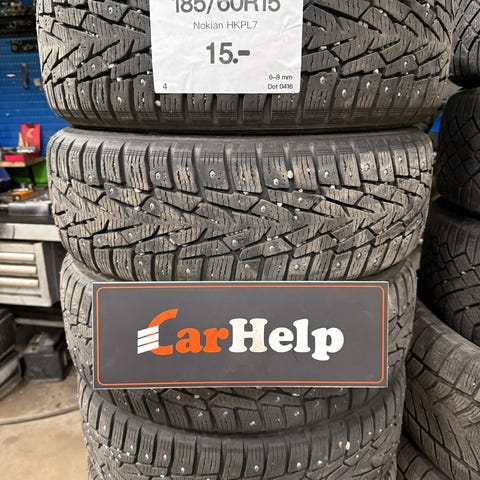 185/60R15
Nokian HKPL7
15.-
6–8 mm
4 Dot 0416
CarHelp